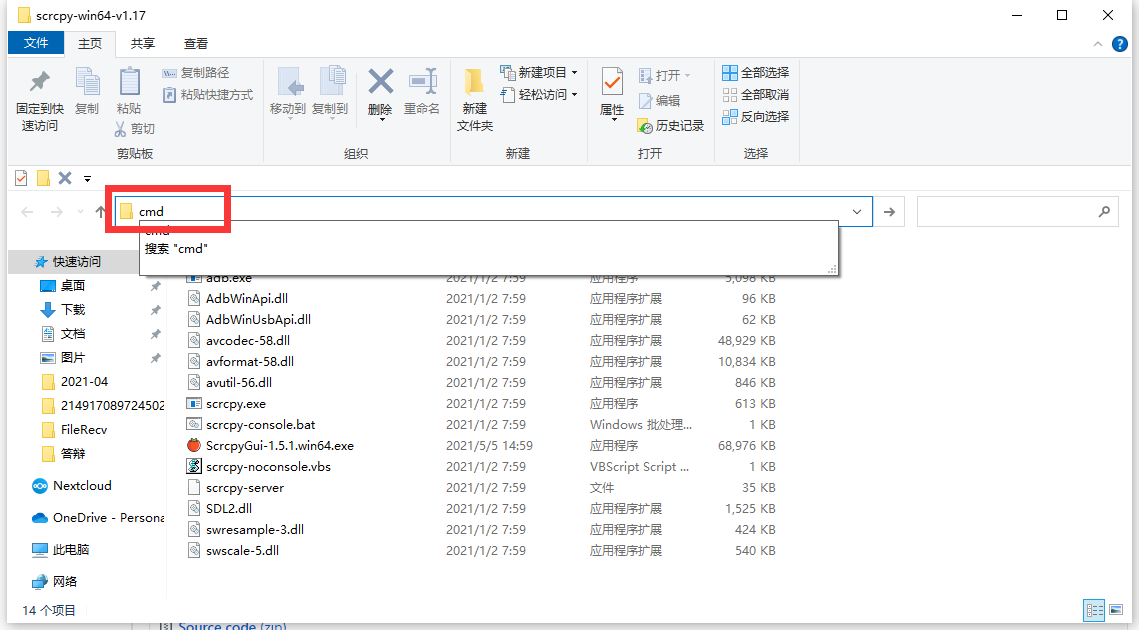 scrcpy-win64-v1.17
文件 主页 共享 查看
固定到快速访问
复制
粘贴
复制路径
粘贴快捷方式
剪切
剪贴板
移动到
复制到
删除
重命名
组织
新建文件夹
新建项目
轻松访问
新建
属性
打开
编辑
历史记录
打开
全部选择
全部取消
反向选择
选择
cmd
cmd
搜索 "cmd"
快速访问
桌面
下载
文档
图片
2021-04
214917089724502
FileRecv
答辩
Nextcloud
OneDrive - Persona
此电脑
网络
adb.exe 2021/1/2 7:59 应用程序 5,098 KB
AdbWinApi.dll 2021/1/2 7:59 应用程序扩展 96 KB
AdbWinUsbApi.dll 2021/1/2 7:59 应用程序扩展 62 KB
avcodec-58.dll 2021/1/2 7:59 应用程序扩展 48,929 KB
avformat-58.dll 2021/1/2 7:59 应用程序扩展 10,834 KB
avutil-56.dll 2021/1/2 7:59 应用程序扩展 846 KB
scrcpy.exe 2021/1/2 7:59 应用程序 613 KB
scrcpy-console.bat 2021/1/2 7:59 Windows 批处理... 1 KB
ScrcpyGui-1.5.1.win64.exe 2021/5/5 14:59 应用程序 68,976 KB
scrcpy-noconsole.vbs 2021/1/2 7:59 VBScript Script ... 1 KB
scrcpy-server 2021/1/2 7:59 文件 35 KB
SDL2.dll 2021/1/2 7:59 应用程序扩展 1,525 KB
swresample-3.dll 2021/1/2 7:59 应用程序扩展 424 KB
swscale-5.dll 2021/1/2 7:59 应用程序扩展 540 KB
14 个项目
Source code (zip)